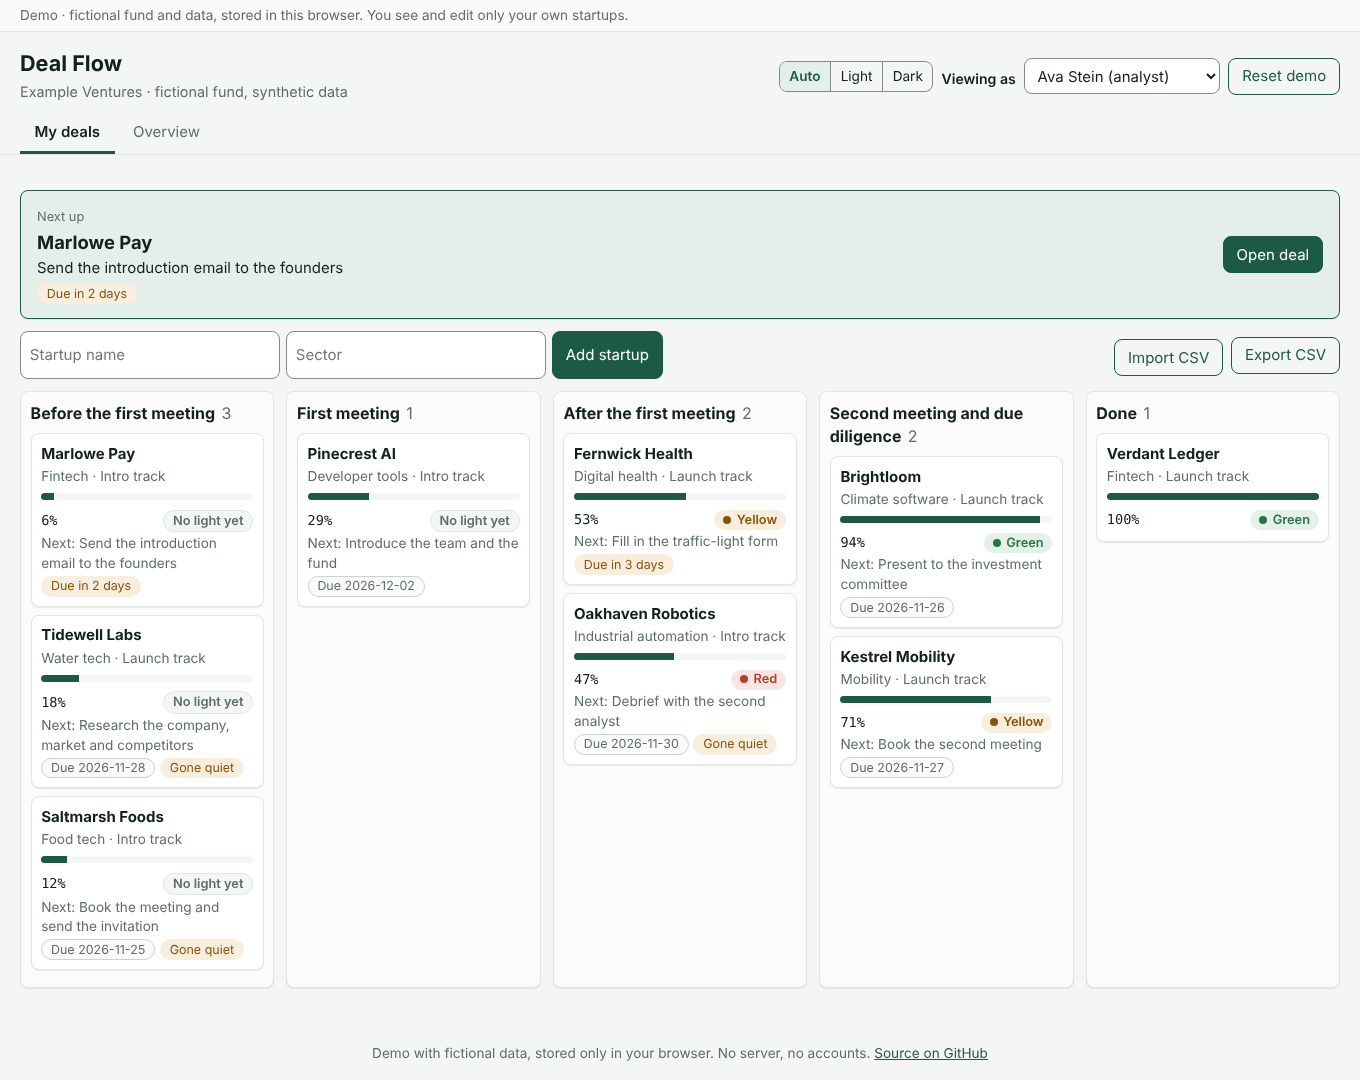 Demo · fictional fund and data, stored in this browser. You see and edit only your own startups.
Deal Flow
Example Ventures · fictional fund, synthetic data
Auto Light Dark Viewing as Ava Stein (analyst) Reset demo
My deals Overview
Next up
Marlowe Pay
Send the introduction email to the founders
Due in 2 days
Open deal
Startup name Sector Add startup Import CSV Export CSV
Before the first meeting 3
Marlowe Pay
Fintech · Intro track
6% No light yet
Next: Send the introduction
email to the founders
Due in 2 days
Tidewell Labs
Water tech · Launch track
18% No light yet
Next: Research the company,
market and competitors
Due 2026-11-28 Gone quiet
Saltmarsh Foods
Food tech · Intro track
12% No light yet
Next: Book the meeting and
send the invitation
Due 2026-11-25 Gone quiet
First meeting 1
Pinecrest AI
Developer tools · Intro track
29% No light yet
Next: Introduce the team and the
fund
Due 2026-12-02
After the first meeting 2
Fernwick Health
Digital health · Launch track
53% Yellow
Next: Fill in the traffic-light form
Due in 3 days
Oakhaven Robotics
Industrial automation · Intro track
47% Red
Next: Debrief with the second
analyst
Due 2026-11-30 Gone quiet
Second meeting and due
diligence 2
Brightloom
Climate software · Launch track
94% Green
Next: Present to the investment
committee
Due 2026-11-26
Kestrel Mobility
Mobility · Launch track
71% Yellow
Next: Book the second meeting
Due 2026-11-27
Done 1
Verdant Ledger
Fintech · Launch track
100% Green
Demo with fictional data, stored only in your browser. No server, no accounts. Source on GitHub